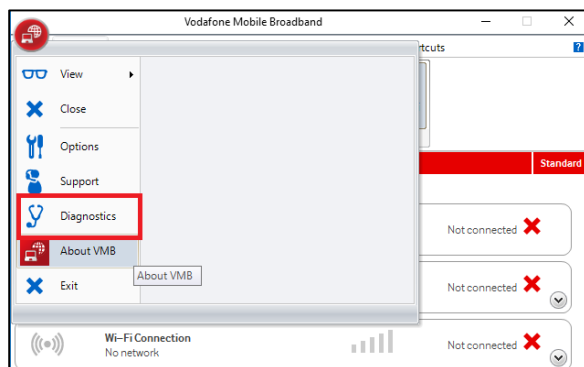 Vodafone Mobile Broadband
rtcuts
?
View
Close
Options
Standard
Support
Diagnostics
Not connected
About VMB
About VMB
Exit
Not connected
Wi-Fi Connection
No network
Not connected